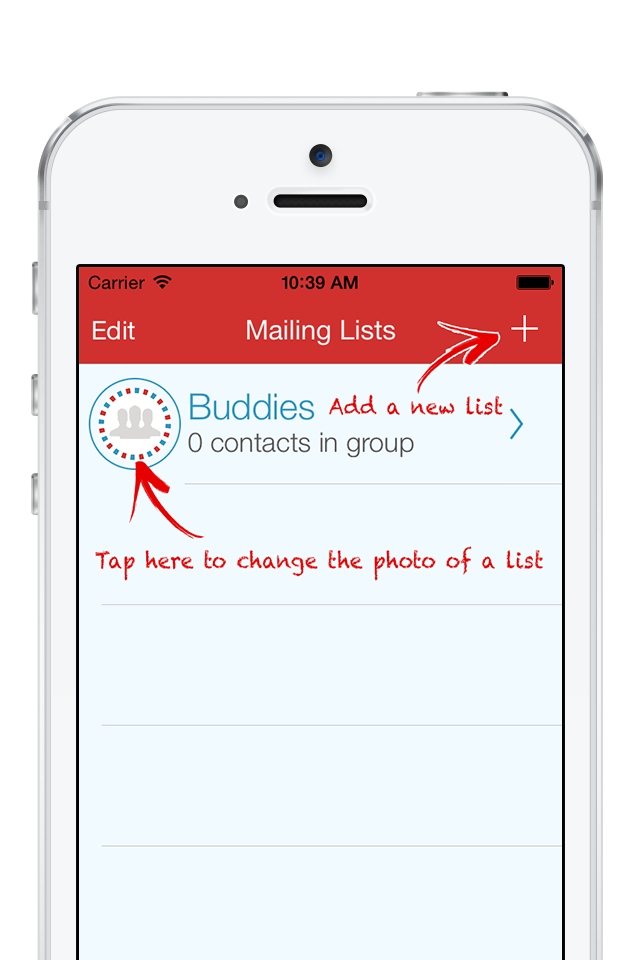 Carrier 10:39 AM
Edit Mailing Lists +
Buddies Add a new list
0 contacts in group
Tap here to change the photo of a list